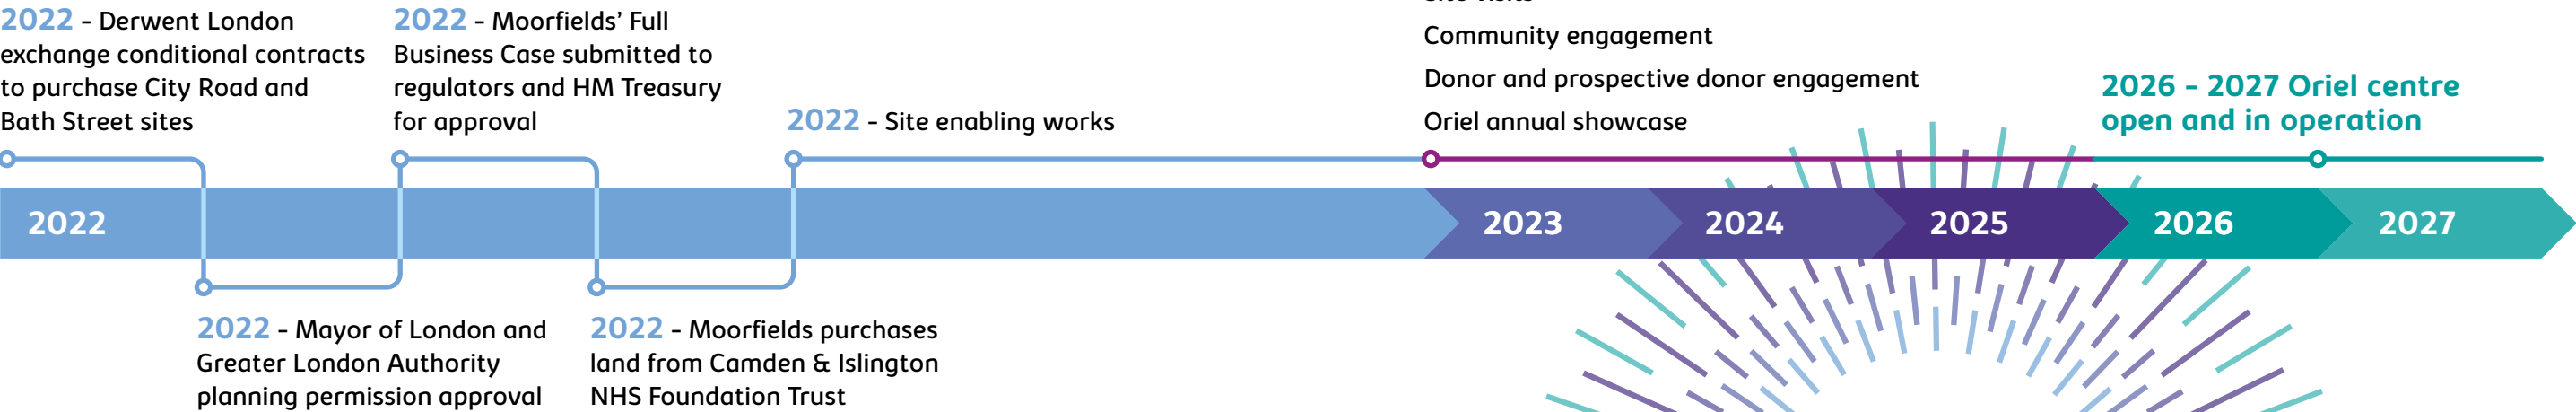 2022 - Derwent London
exchange conditional contracts
to purchase City Road and
Bath Street sites
2022 - Moorfields’ Full
Business Case submitted to
regulators and HM Treasury
for approval
2022 - Site enabling works
Community engagement
Donor and prospective donor engagement
Oriel annual showcase
2026 - 2027 Oriel centre
open and in operation
2022
2023
2024
2025
2026
2027
2022 - Mayor of London and
Greater London Authority
planning permission approval
2022 - Moorfields purchases
land from Camden & Islington
NHS Foundation Trust